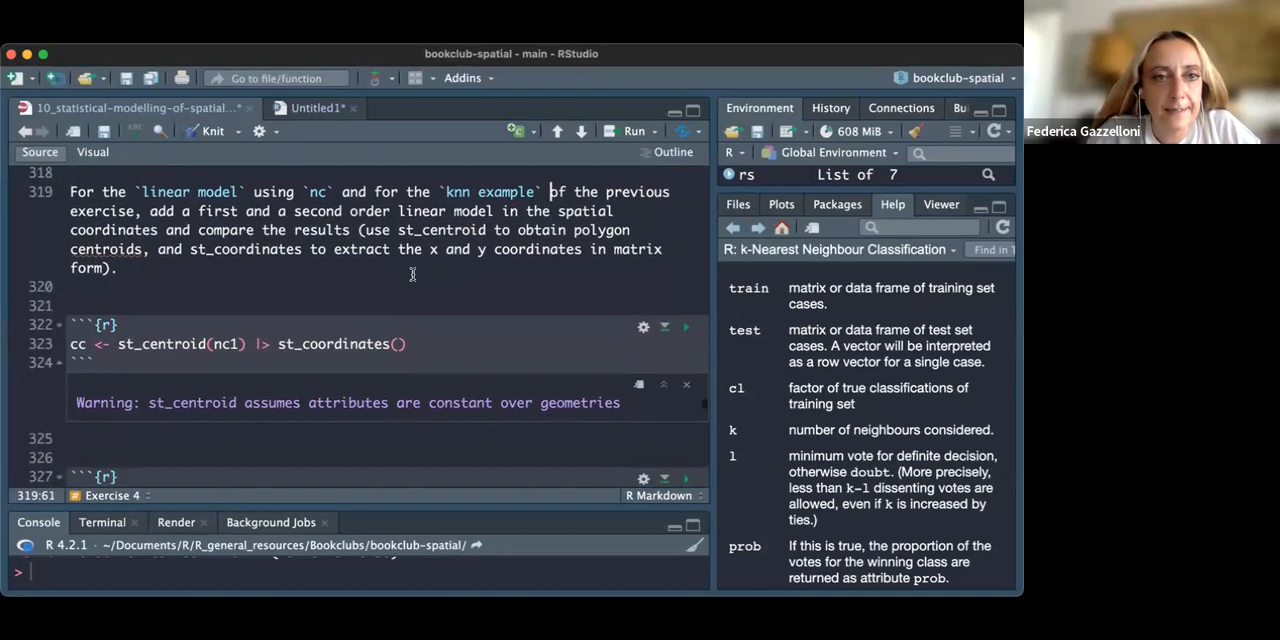 bookclub-spatial - main - RStudio
Go to file/function
Addins
bookclub-spatial
10_statistical-modelling-of-spatial...*
Untitled1*
Knit
Run
Source
Visual
Outline
318
319
For the `linear model` using `nc` and for the `knn example` of the previous
exercise, add a first and a second order linear model in the spatial
coordinates and compare the results (use st_centroid to obtain polygon
centroids, and st_coordinates to extract the x and y coordinates in matrix
form).
320
321
322
```{r}
323
cc <- st_centroid(nc1) |> st_coordinates()
324
```
Warning: st_centroid assumes attributes are constant over geometries
325
326
327
```{r}
319:61
Exercise 4
R Markdown
Console
Terminal
Render
Background Jobs
R 4.2.1 · ~/Documents/R/R_general_resources/Bookclubs/bookclub-spatial/
>
Environment
History
Connections
Bu
608 MiB
R
Global Environment
rs
List of 7
Files
Plots
Packages
Help
Viewer
R: k-Nearest Neighbour Classification
Find in T
train
matrix or data frame of training set
cases.
test
matrix or data frame of test set
cases. A vector will be interpreted
as a row vector for a single case.
cl
factor of true classifications of
training set
k
number of neighbours considered.
l
minimum vote for definite decision,
otherwise doubt. (More precisely,
less than k-l dissenting votes are
allowed, even if k is increased by
ties.)
prob
If this is true, the proportion of the
votes for the winning class are
returned as attribute prob.
Federica Gazzelloni